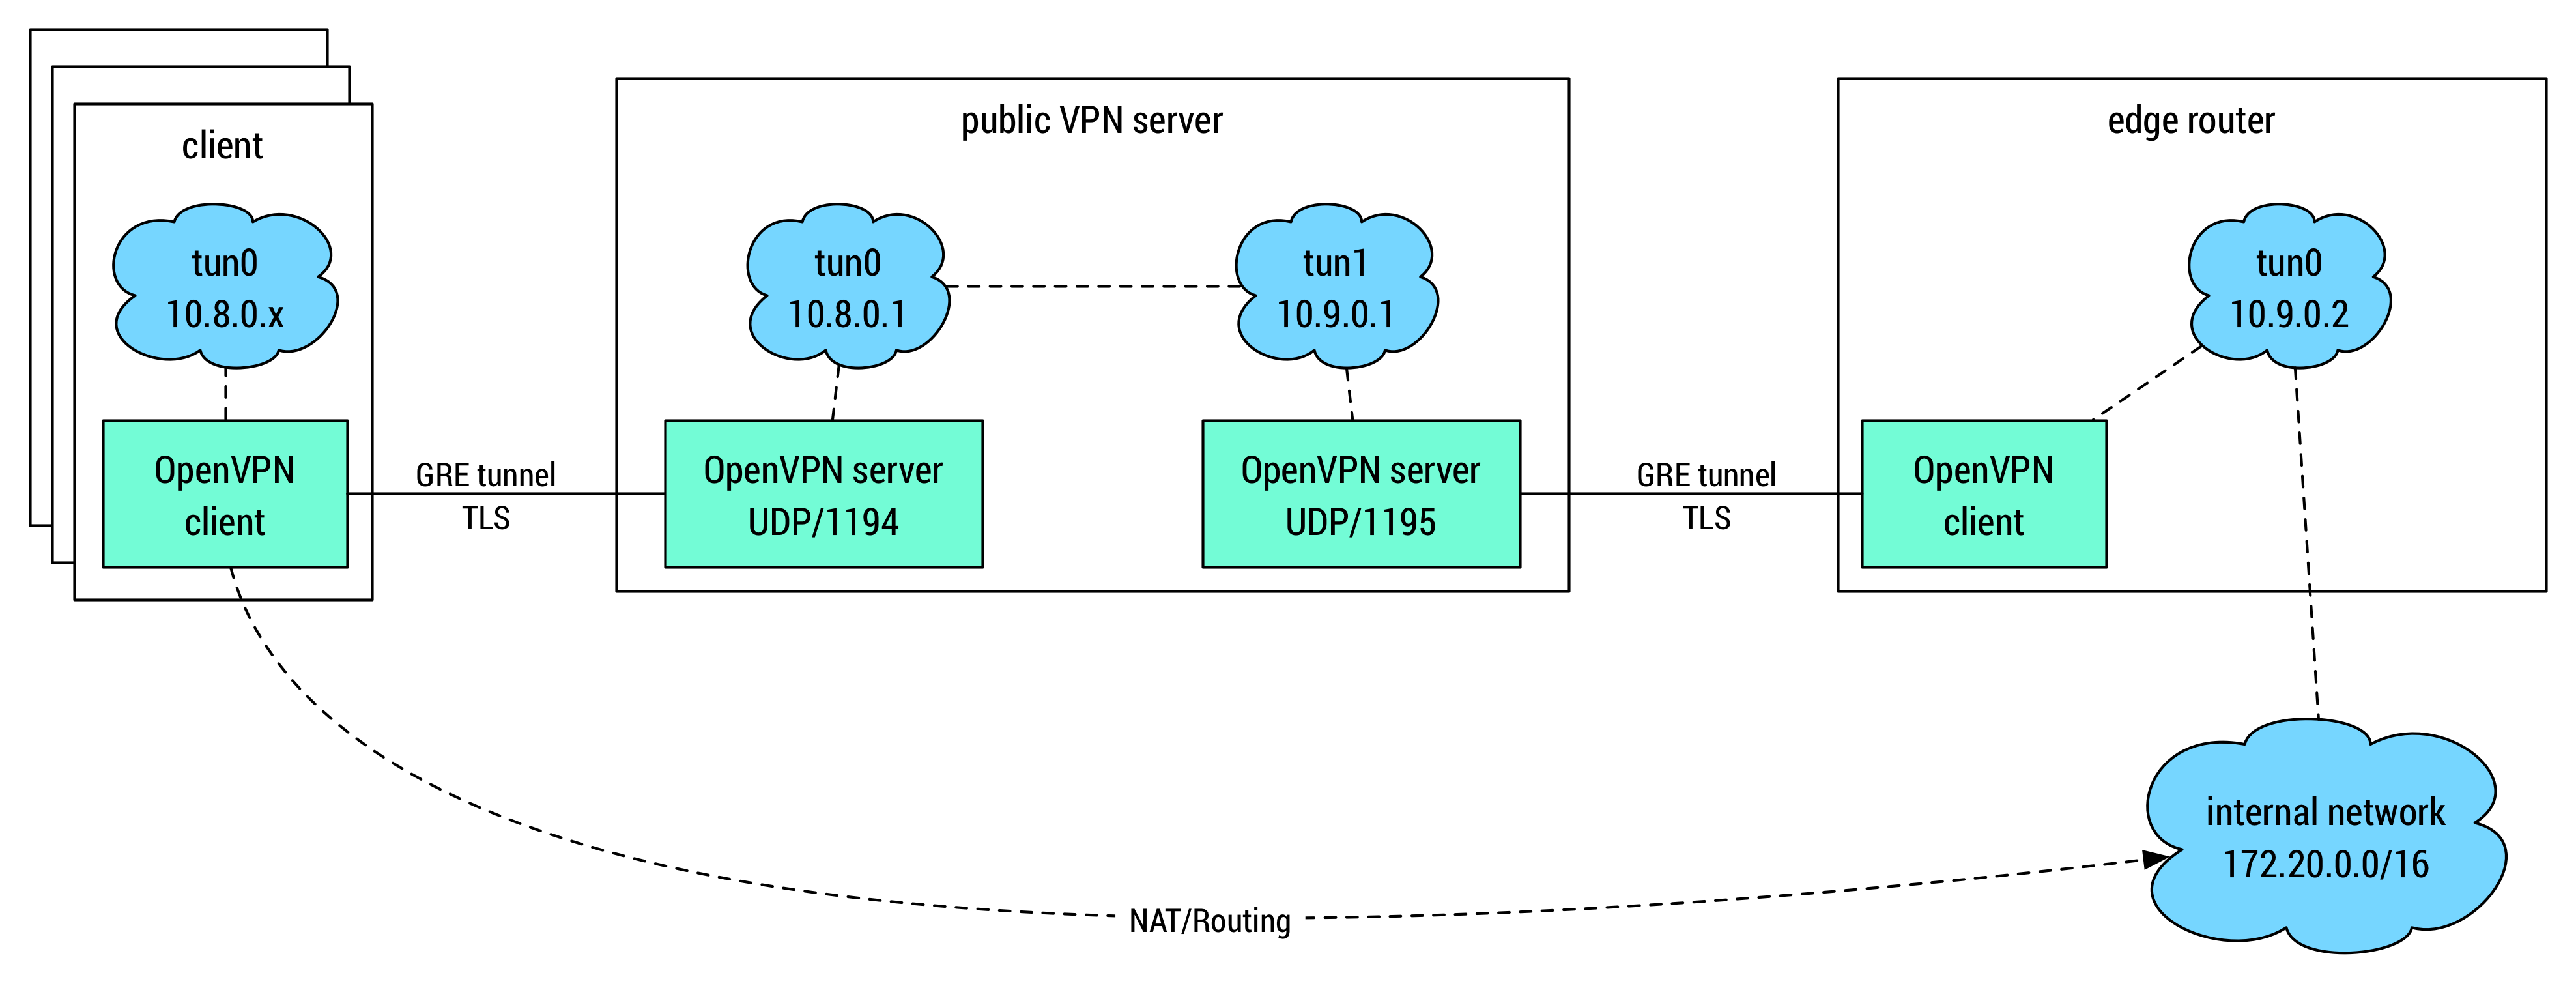 client
tun0
10.8.0.x
OpenVPN
client
GRE tunnel
TLS
public VPN server
tun0
10.8.0.1
tun1
10.9.0.1
OpenVPN server
UDP/1194
OpenVPN server
UDP/1195
GRE tunnel
TLS
edge router
tun0
10.9.0.2
OpenVPN
client
internal network
172.20.0.0/16
NAT/Routing